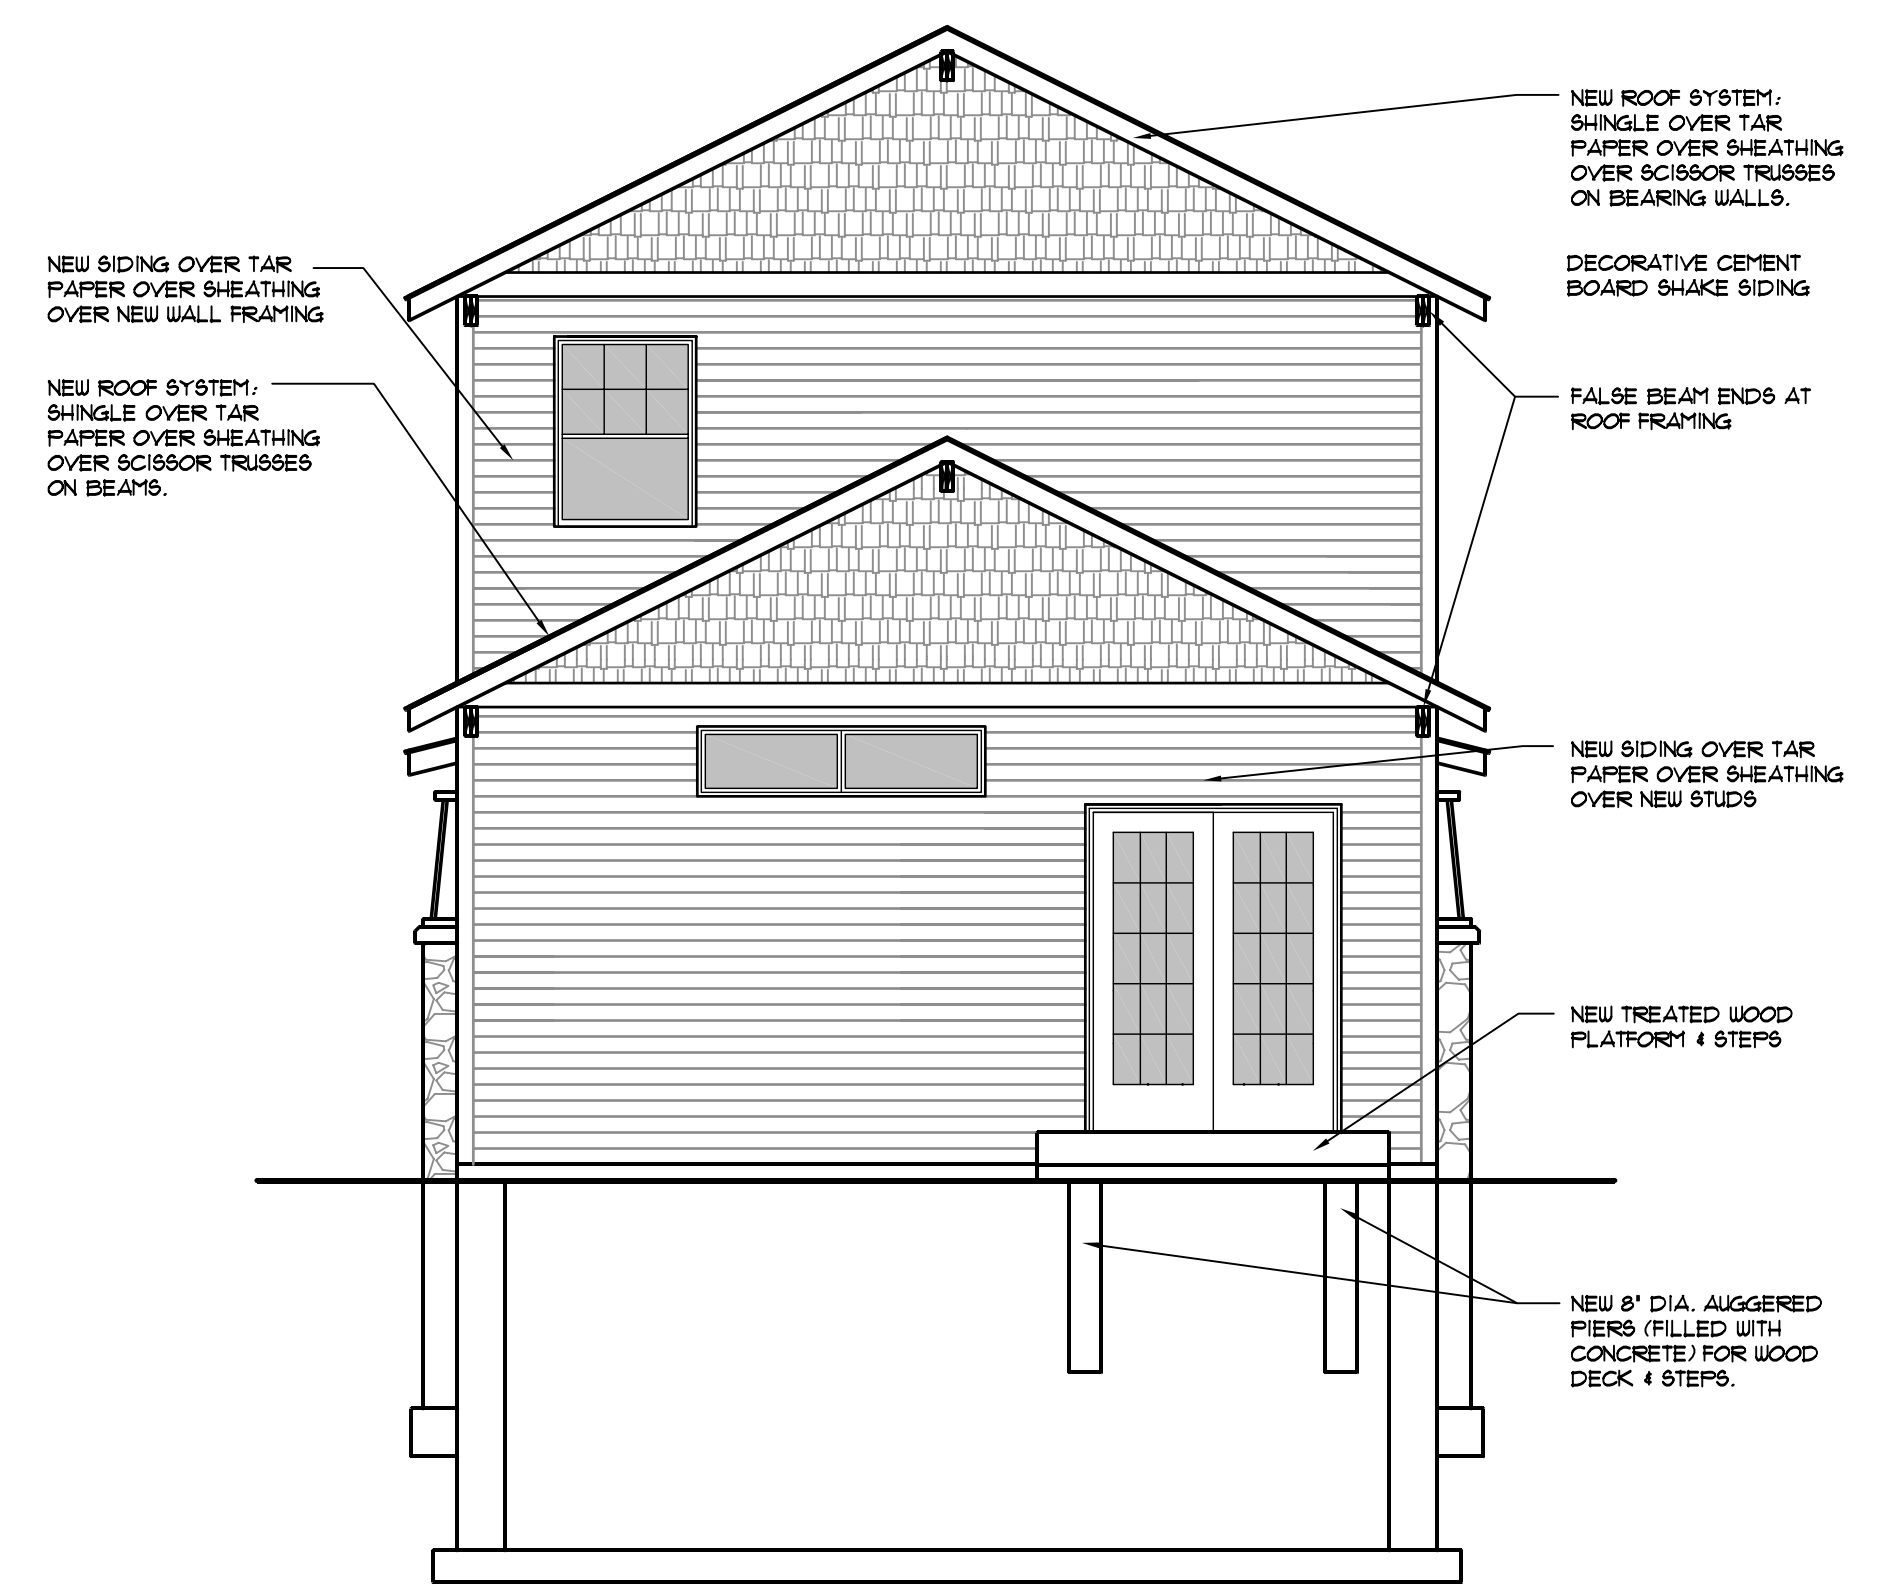 NEW ROOF SYSTEM:
SHINGLE OVER TAR
PAPER OVER SHEATHING
OVER SCISSOR TRUSSES
ON BEARING WALLS.
NEW SIDING OVER TAR
PAPER OVER SHEATHING
OVER NEW WALL FRAMING
DECORATIVE CEMENT
BOARD SHAKE SIDING
NEW ROOF SYSTEM:
SHINGLE OVER TAR
PAPER OVER SHEATHING
OVER SCISSOR TRUSSES
ON BEAMS.
FALSE BEAM ENDS AT
ROOF FRAMING
NEW SIDING OVER TAR
PAPER OVER SHEATHING
OVER NEW STUDS
NEW TREATED WOOD
PLATFORM & STEPS
NEW 8" DIA. AUGGERED
PIERS (FILLED WITH
CONCRETE) FOR WOOD
DECK & STEPS.